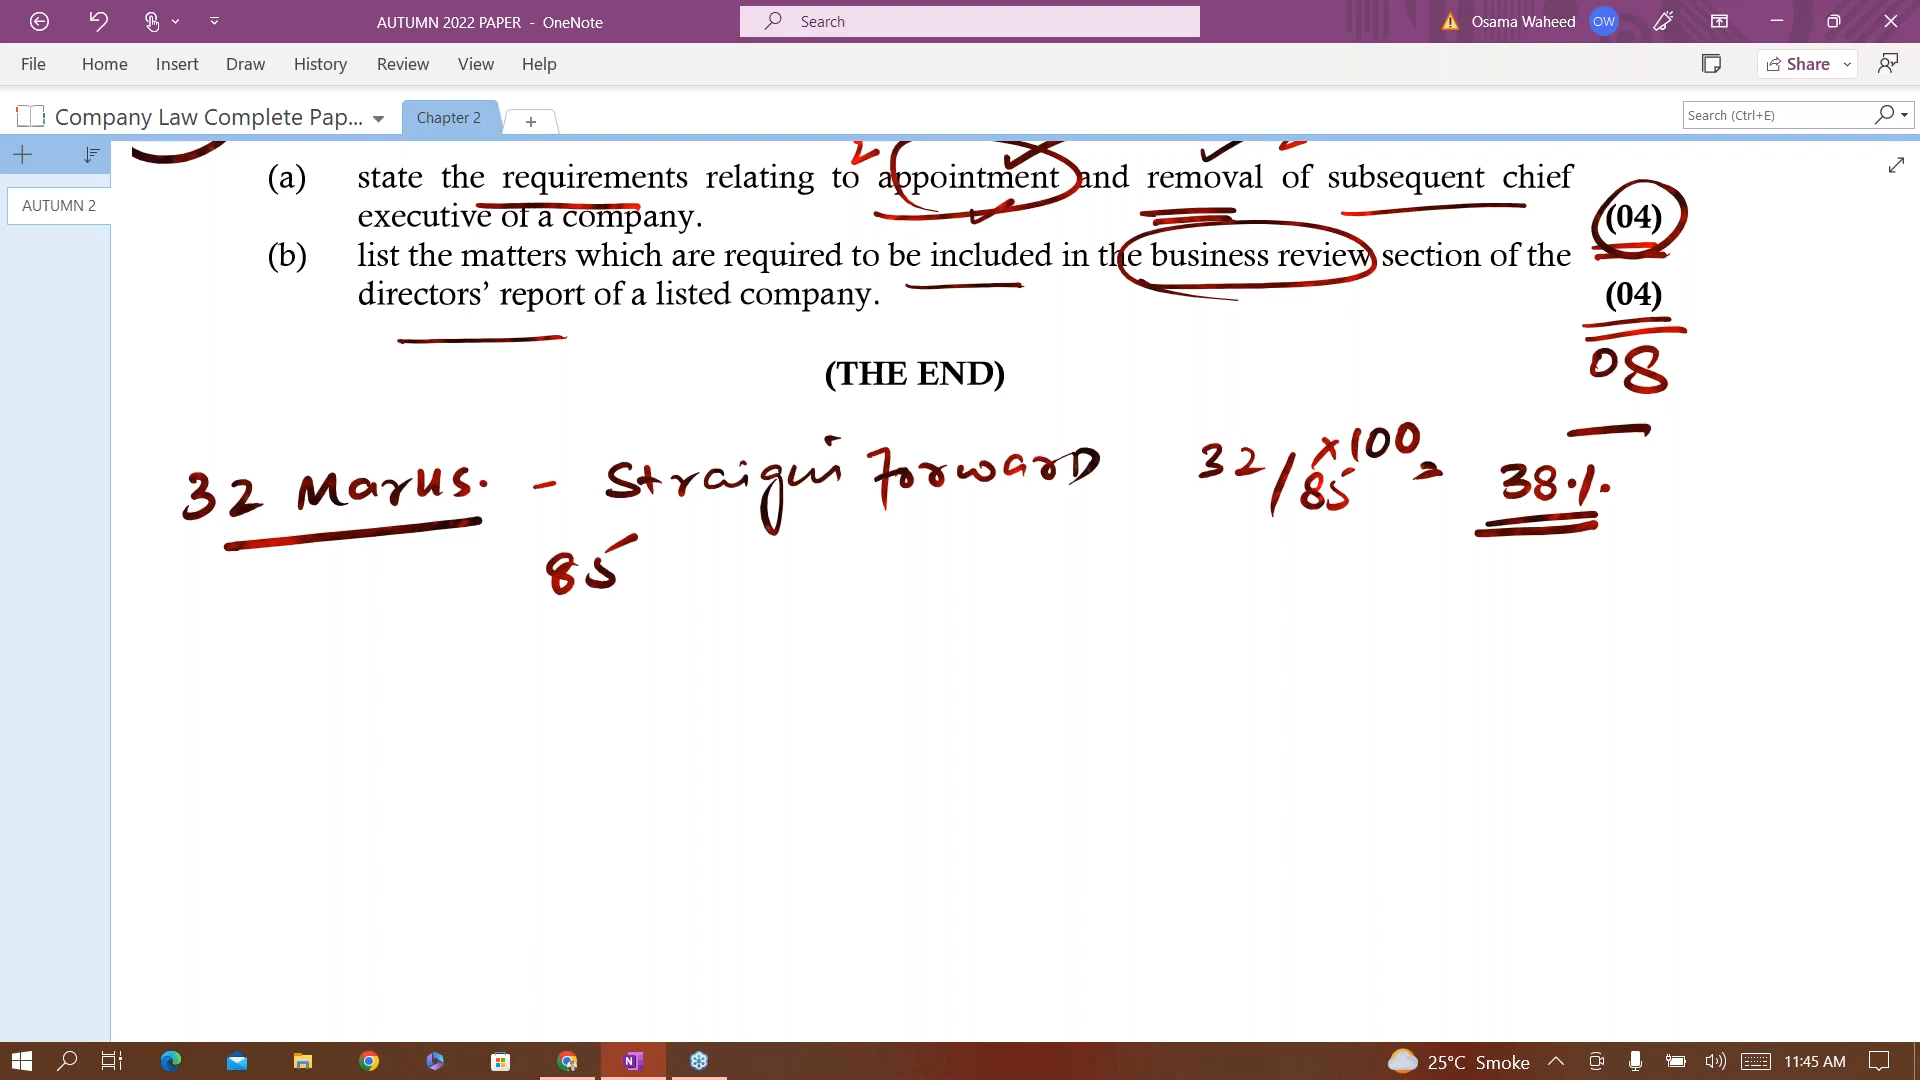 AUTUMN 2022 PAPER - OneNote
Search
Osama Waheed
OW
File
Home
Insert
Draw
History
Review
View
Help
Share
Company Law Complete Pap...
Chapter 2
+
Search (Ctrl+E)
AUTUMN 2
2
2
(a) state the requirements relating to appointment and removal of subsequent chief
executive of a company. (04)
(b) list the matters which are required to be included in the business review section of the
directors’ report of a listed company. (04)
08
(THE END)
32 Marks. - Straight Forward 32/85 x100 = 38%
85
N
25°C Smoke
11:45 AM